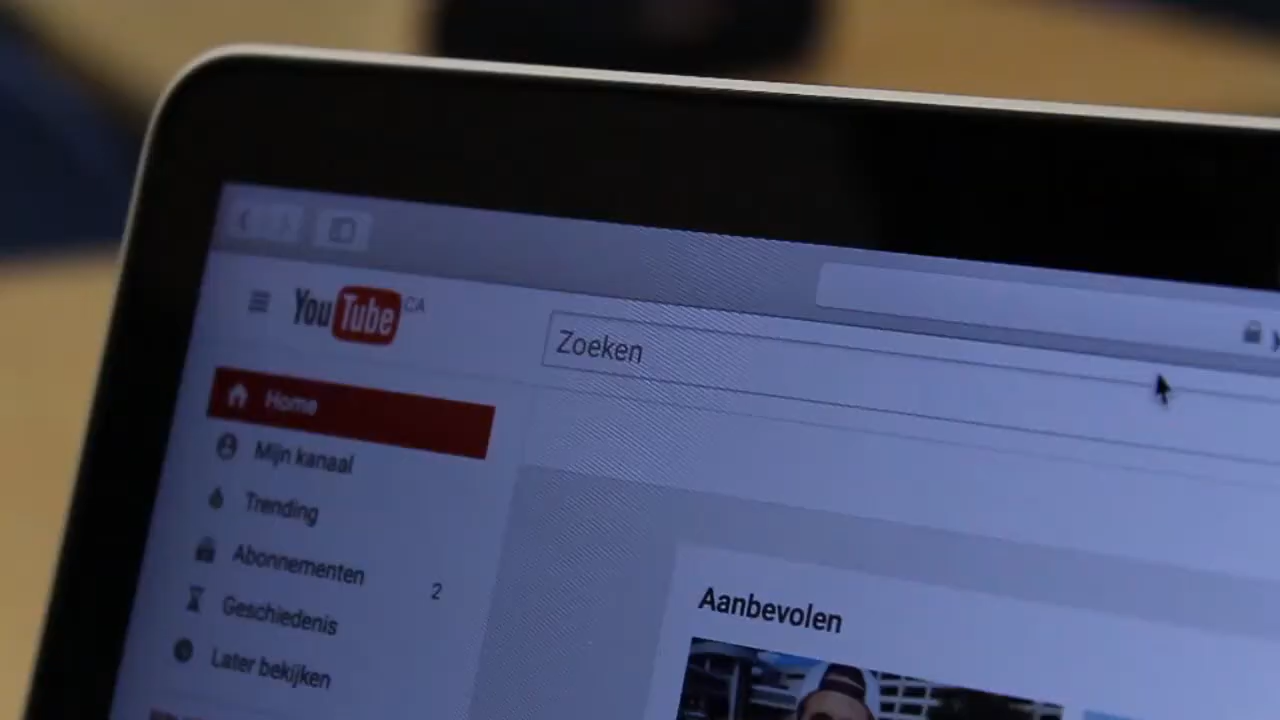 YouTube CA
Zoeken
Home
Mijn kanaal
Trending
Abonnementen 2
Geschiedenis
Later bekijken
Aanbevolen